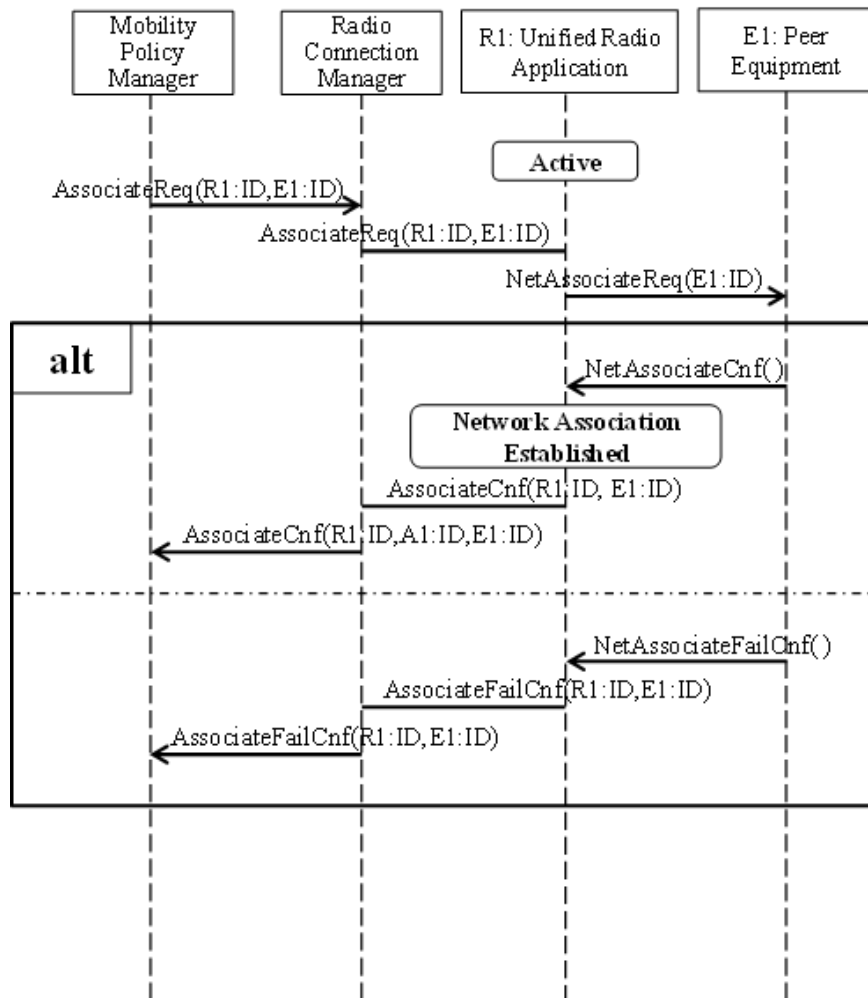 Mobility
Policy
Manager
Radio
Connection
Manager
R1: Unified Radio
Application
E1: Peer
Equipment
Active
AssociateReq(R1:ID,E1:ID)
AssociateReq(R1:ID,E1:ID)
NetAssociateReq(E1:ID)
alt
NetAssociateCnf()
Network Association
Established
AssociateCnf(R1:ID, E1:ID)
AssociateCnf(R1:ID,A1:ID,E1:ID)
NetAssociateFailCnf()
AssociateFailCnf(R1:ID,E1:ID)
AssociateFailCnf(R1:ID,E1:ID)